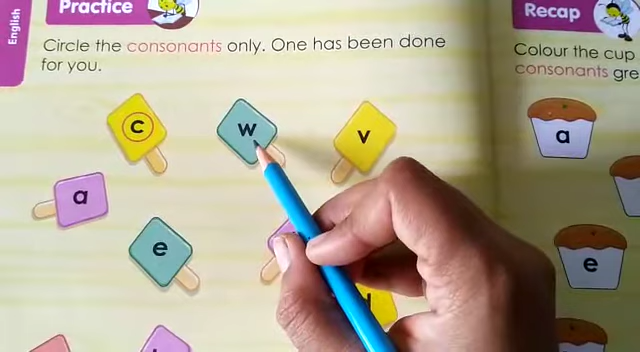 English
Practice
Circle the consonants only. One has been done
for you.
c
w
v
a
e
Recap
Colour the cup
consonants gre
a
e